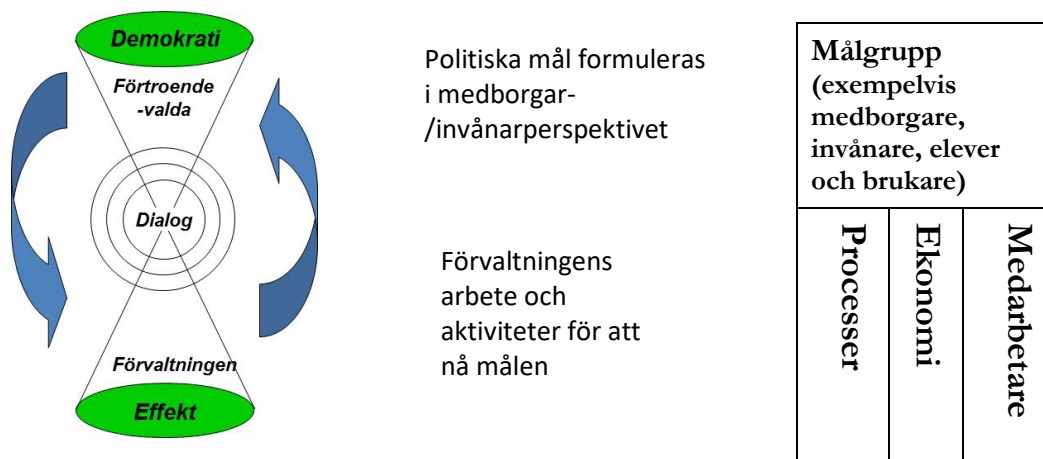 Demokrati
Förtroende
-valda
Dialog
Förvaltningen
Effekt
Politiska mål formuleras
i medborgar-
/invånarperspektivet
Förvaltningens
arbete och
aktiviteter för att
nå målen
Målgrupp
(exempelvis
medborgare,
invånare, elever
och brukare)
Processer
Ekonomi
Medarbetare